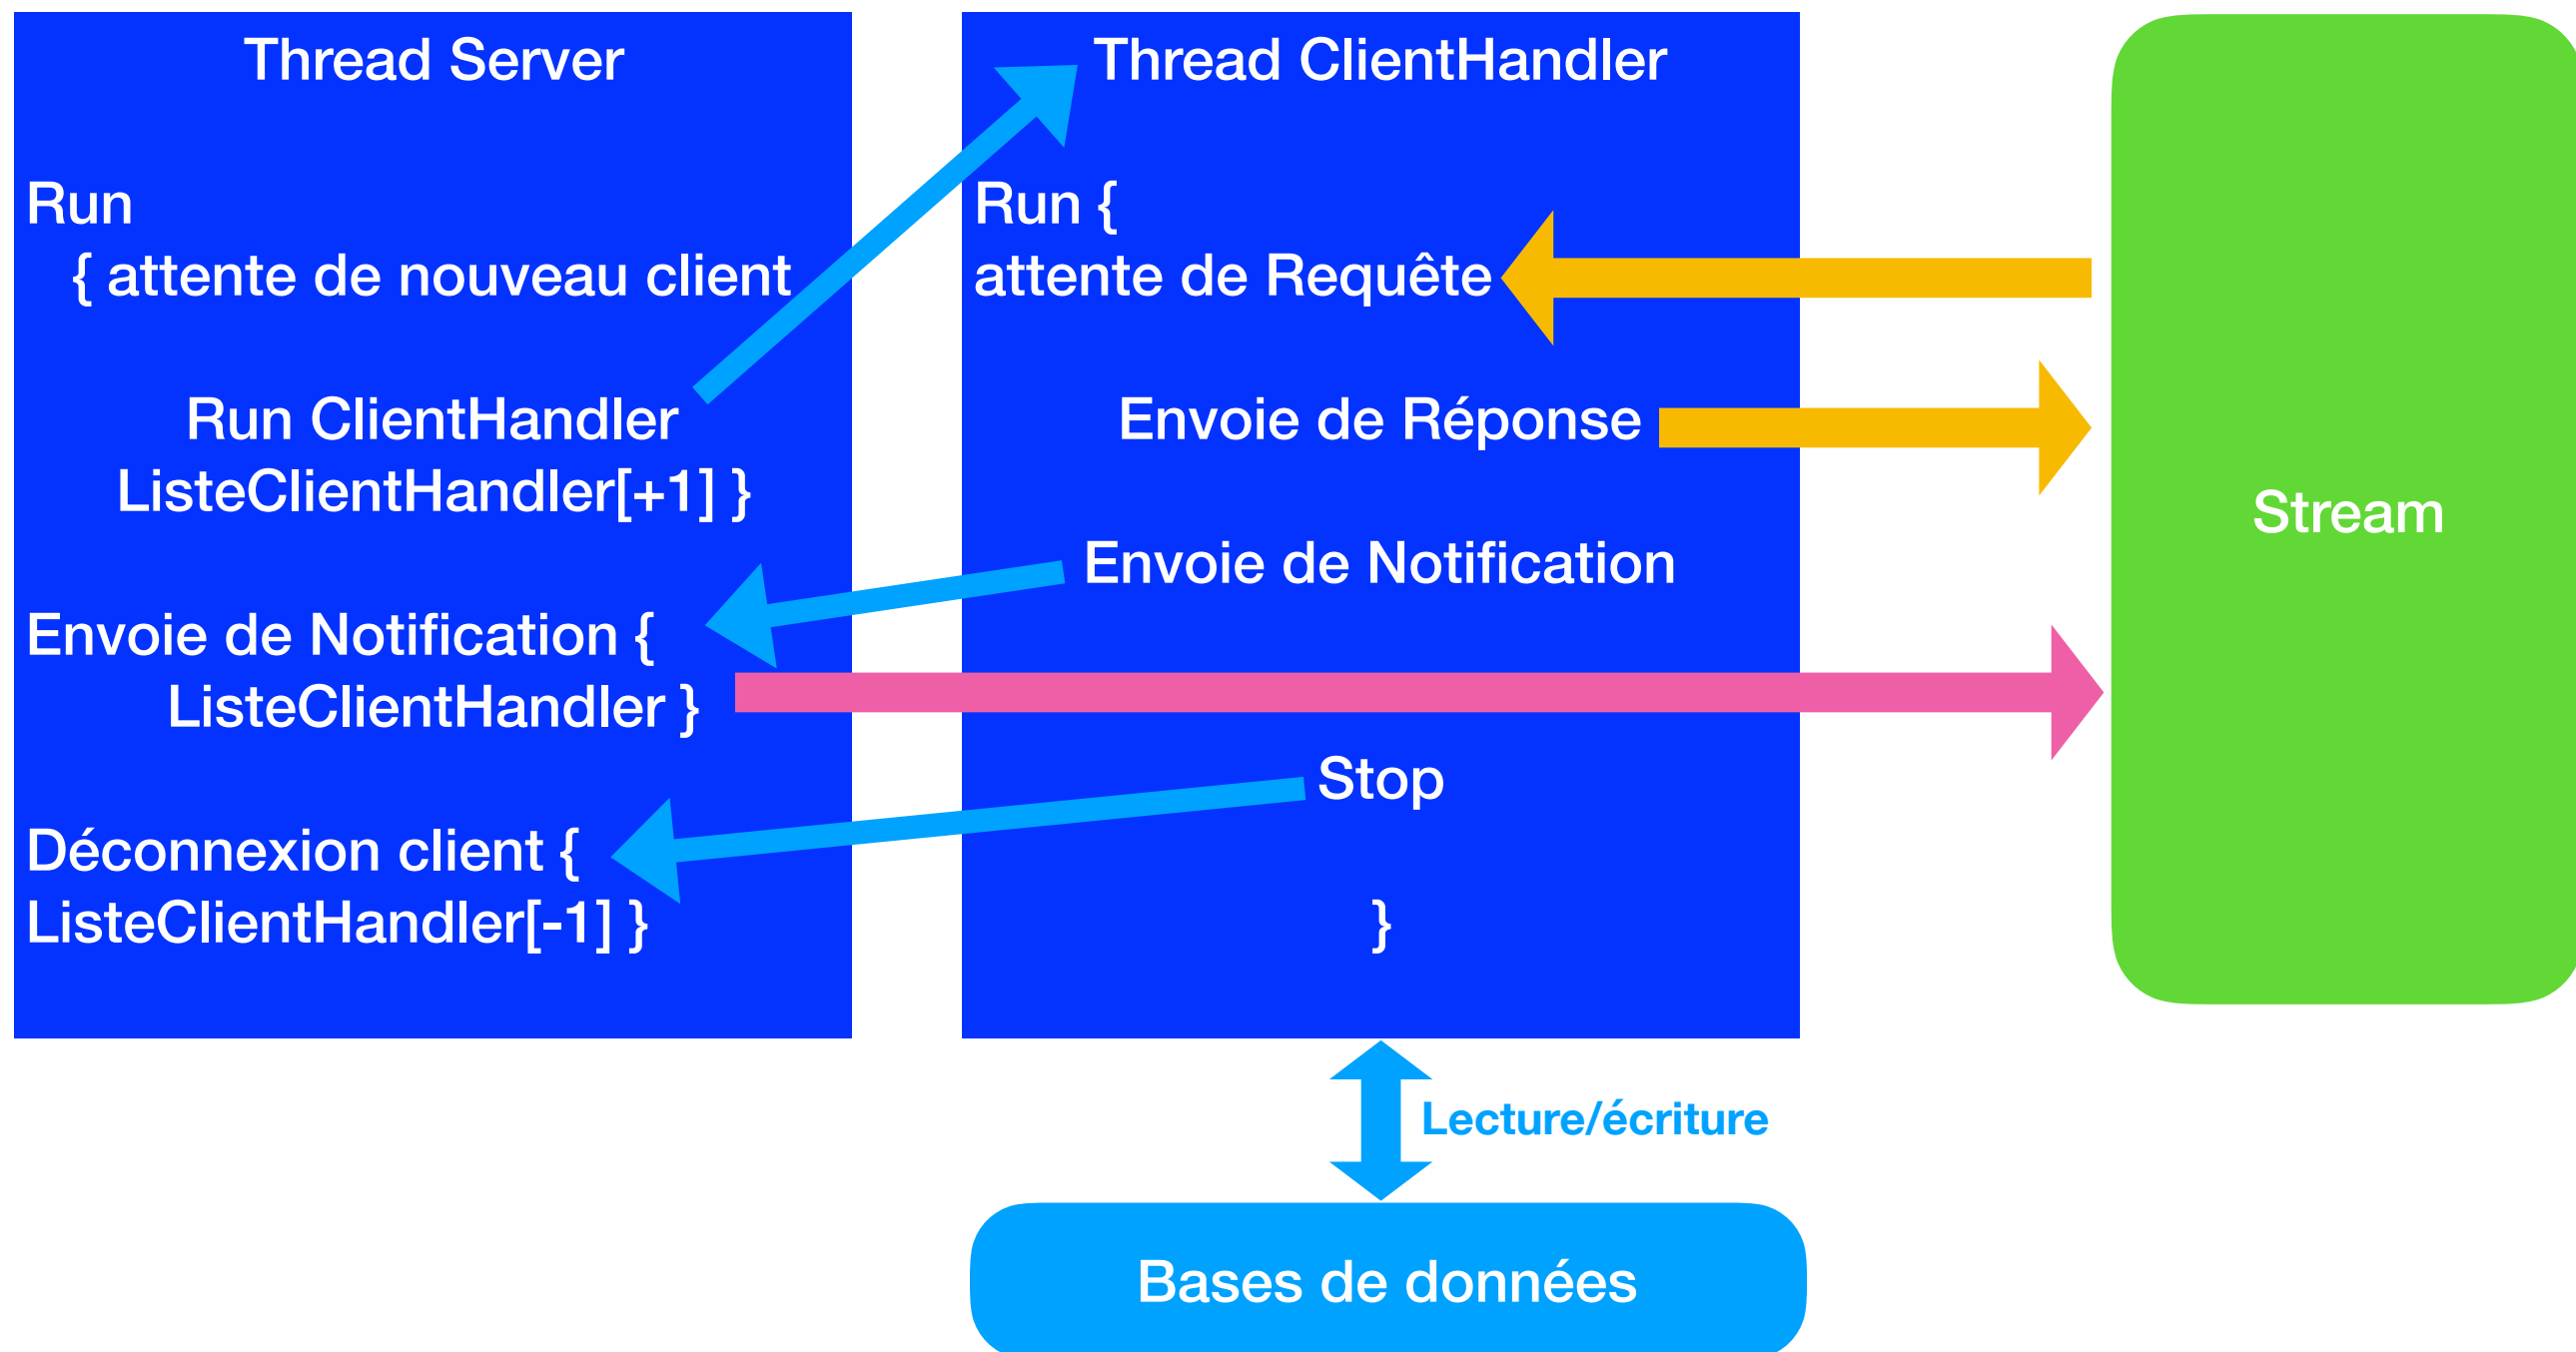 Thread Server
Run
{ attente de nouveau client
Run ClientHandler
ListeClientHandler[+1] }
Envoie de Notification {
ListeClientHandler }
Déconnexion client {
ListeClientHandler[-1] }
Thread ClientHandler
Run {
attente de Requête
Envoie de Réponse
Envoie de Notification
Stop
}
Stream
Lecture/écriture
Bases de données